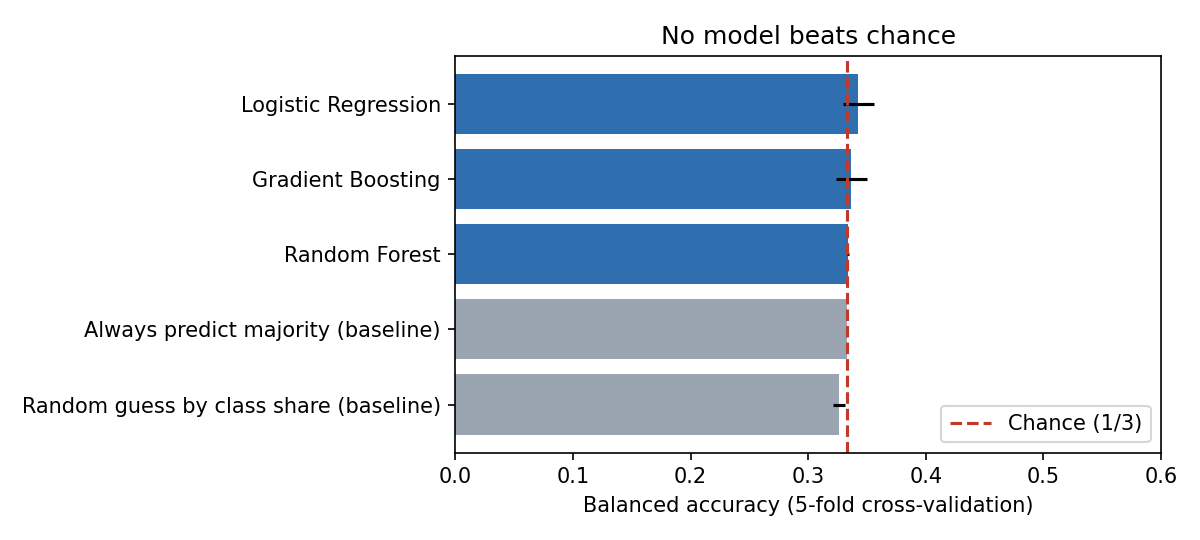 No model beats chance
Logistic Regression
Gradient Boosting
Random Forest
Always predict majority (baseline)
Random guess by class share (baseline)
Chance (1/3)
0.0 0.1 0.2 0.3 0.4 0.5 0.6
Balanced accuracy (5-fold cross-validation)